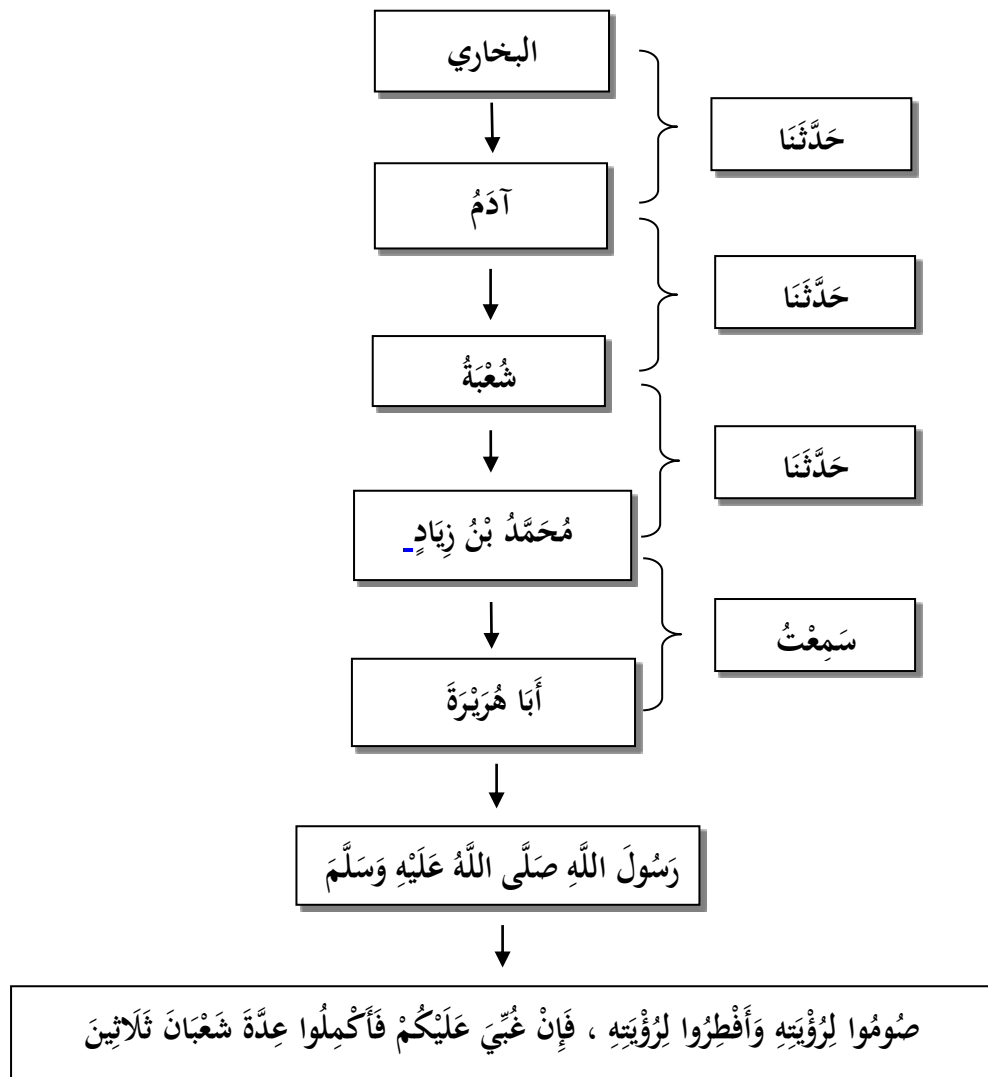 البخاري
حَدَّثَنَا
آدَمُ
حَدَّثَنَا
شُعْبَةُ
حَدَّثَنَا
مُحَمَّدُ بْنُ زِيَادٍ
سَمِعْتُ
أَبَا هُرَيْرَةَ
رَسُولَ اللَّهِ صَلَّى اللَّهُ عَلَيْهِ وَسَلَّمَ
صُومُوا لِرُؤْيَتِهِ وَأَفْطِرُوا لِرُؤْيَتِهِ ، فَإِنْ غُبِّيَ عَلَيْكُمْ فَأَكْمِلُوا عِدَّةَ شَعْبَانَ ثَلَاثِينَ